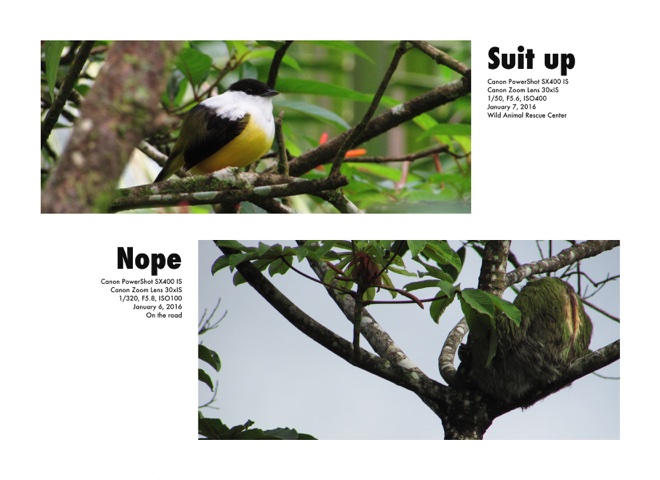 Suit up
Canon PowerShot SX400 IS
Canon Zoom Lens 30xIS
1/50, F5.6, ISO400
January 7, 2016
Wild Animal Rescue Center
Nope
Canon PowerShot SX400 IS
Canon Zoom Lens 30xIS
1/320, F5.8, ISO100
January 6, 2016
On the road